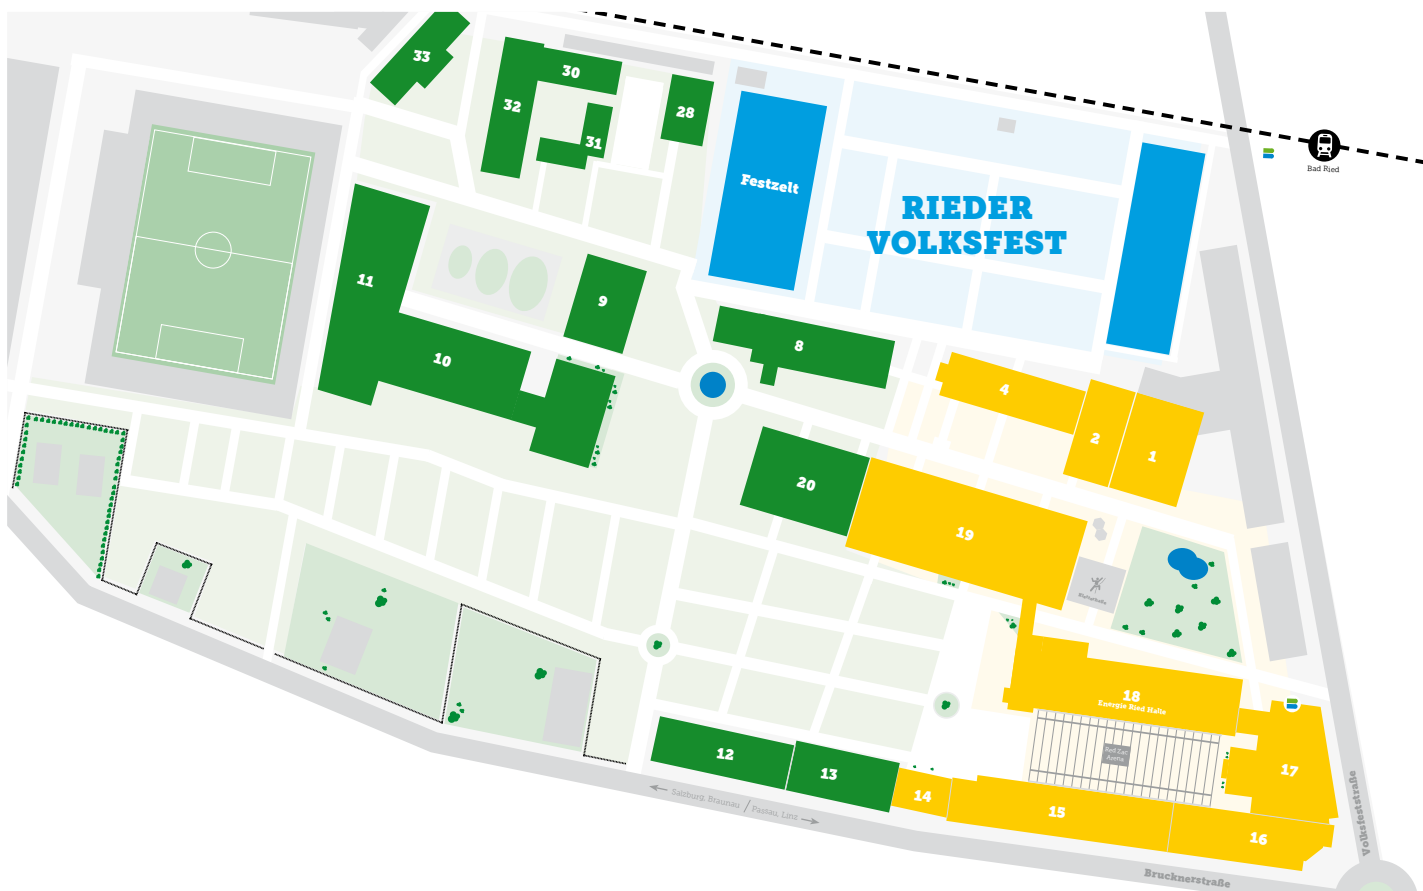 33
30
32
28
31
Bad Ried
Festzelt
RIEDER
VOLKSFEST
11
9
8
10
4
2
1
20
19
18
Energie Ried Halle
12
13
17
14
15
16
Salzburg, Braunau / Passau, Linz
Brucknerstraße
Volksfeststraße